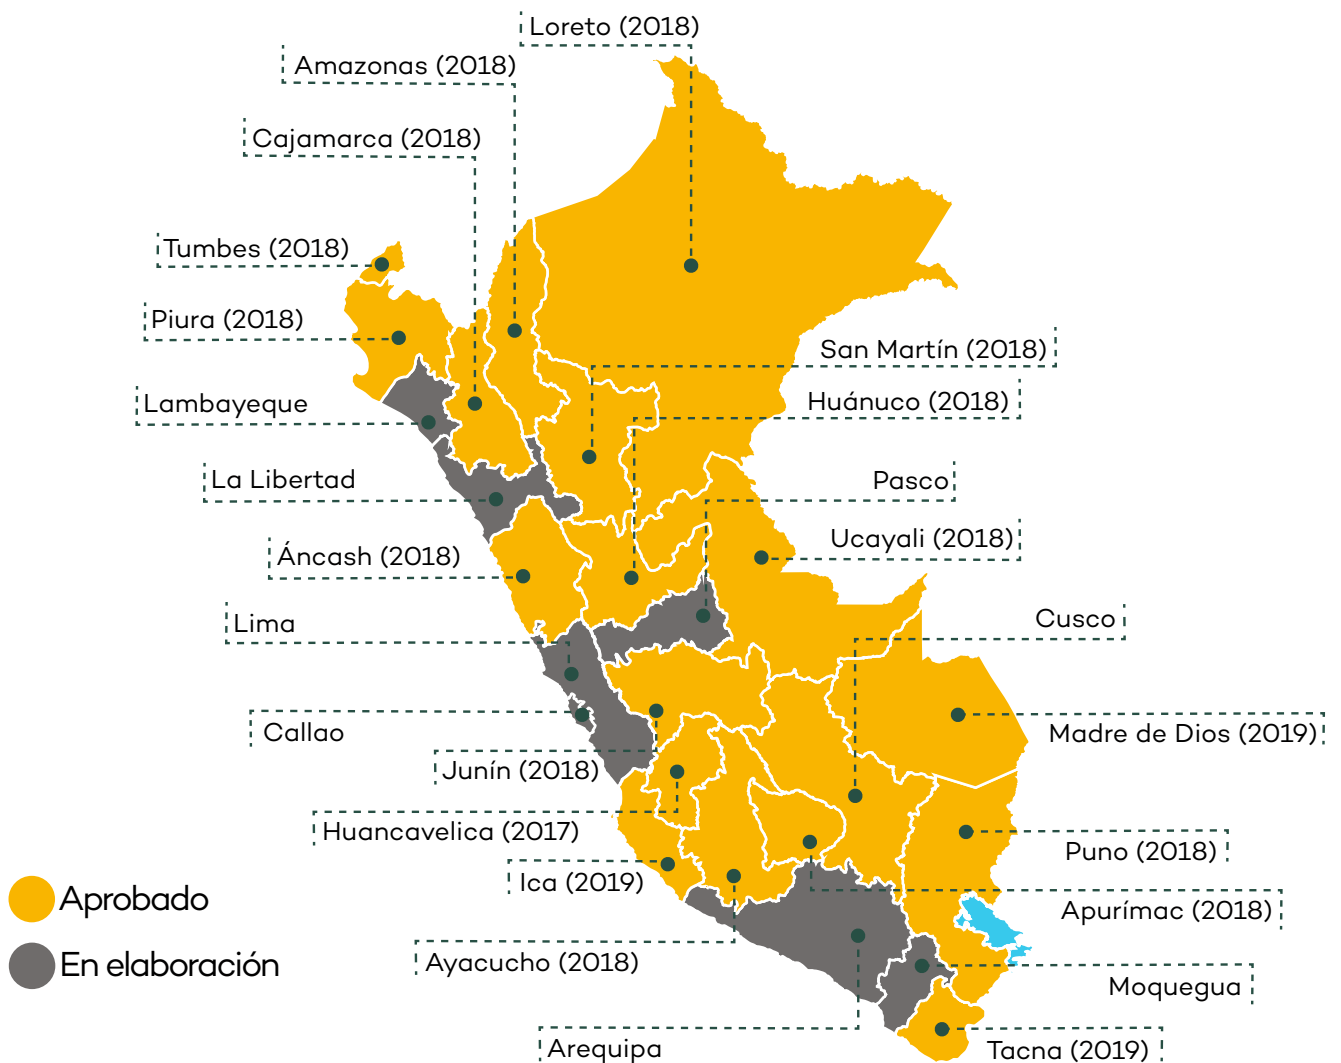 Loreto (2018)
Amazonas (2018)
Cajamarca (2018)
Tumbes (2018)
Piura (2018)
San Martín (2018)
Lambayeque
Huánuco (2018)
La Libertad
Pasco
Ucayali (2018)
Áncash (2018)
Lima
Cusco
Callao
Madre de Dios (2019)
Junín (2018)
Huancavelica (2017)
Puno (2018)
Ica (2019)
Aprobado
Apurímac (2018)
Ayacucho (2018)
En elaboración
Moquegua
Arequipa
Tacna (2019)